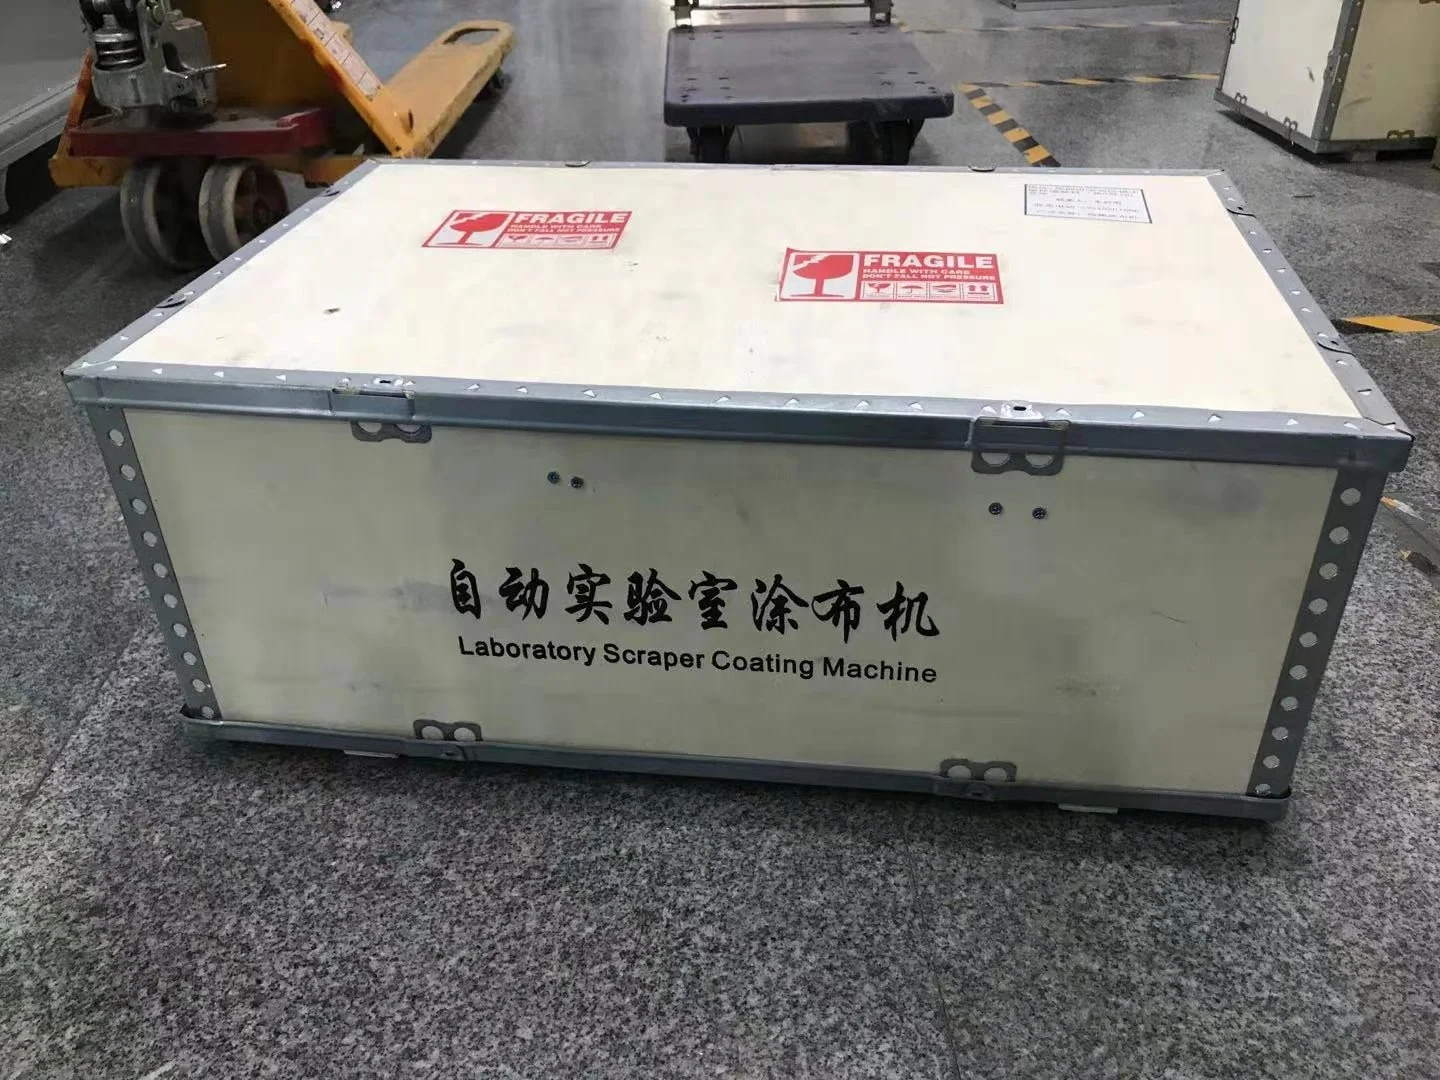 FRAGILE
HANDLE WITH CARE
DON'T FALL NOT PRESSURE
FRAGILE
HANDLE WITH CARE
DON'T FALL NOT PRESSURE
自动实验室涂布机
Laboratory Scraper Coating Machine